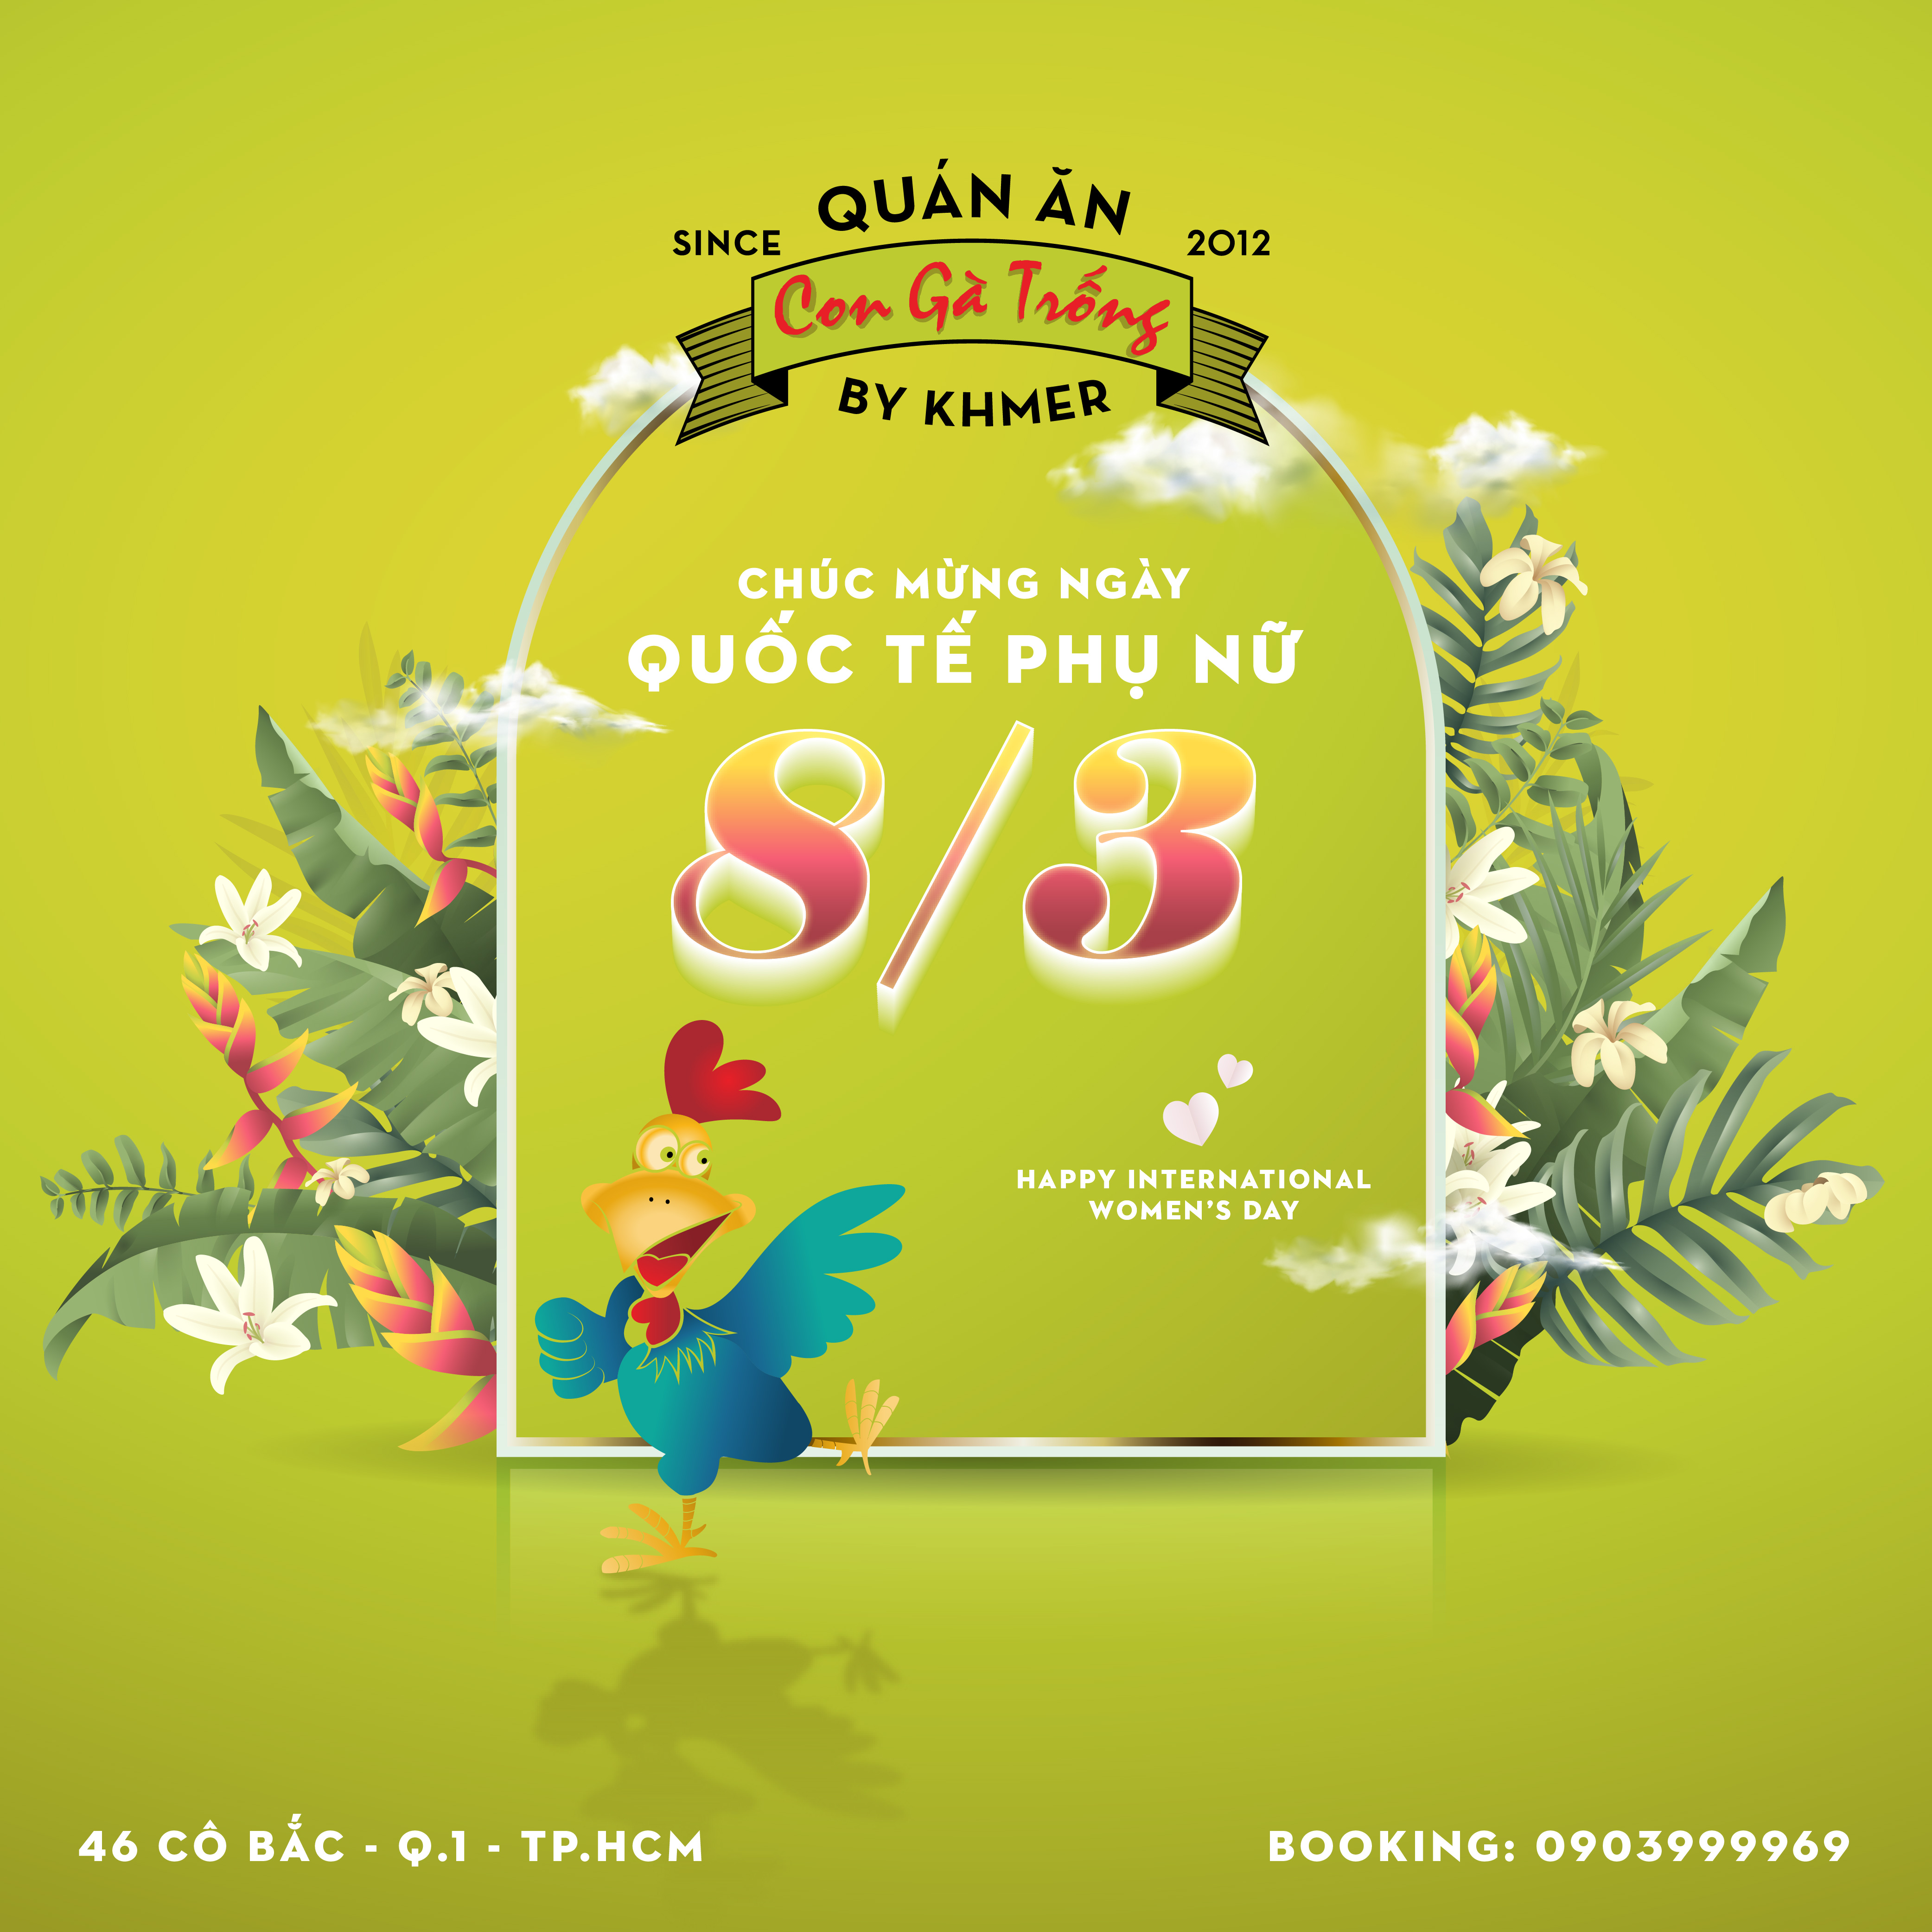 QUÁN ĂN
SINCE 2012
Con Gà Trống
BY KHMER
CHÚC MỪNG NGÀY
QUỐC TẾ PHỤ NỮ
8/3
HAPPY INTERNATIONAL
WOMEN'S DAY
46 CÔ BẮC - Q.1 - TP.HCM
BOOKING: 0903999969